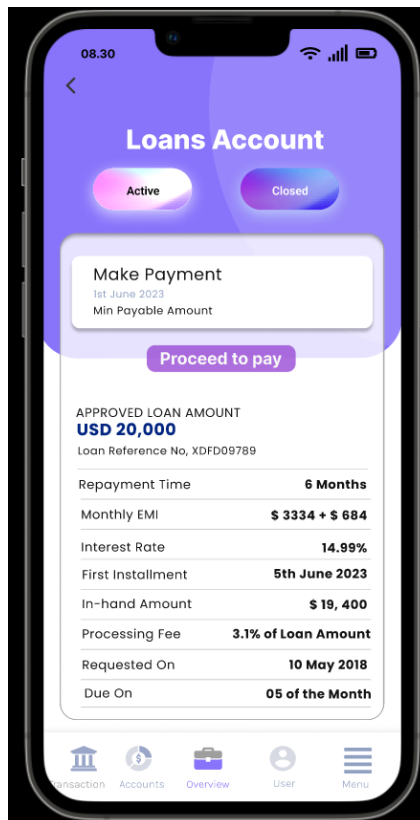 08.30
Loans Account
Active Closed
Make Payment
1st June 2023
Min Payable Amount
Proceed to pay
APPROVED LOAN AMOUNT
USD 20,000
Loan Reference No, XDFD09789
Repayment Time 6 Months
Monthly EMI $ 3334 + $ 684
Interest Rate 14.99%
First Installment 5th June 2023
In-hand Amount $ 19, 400
Processing Fee 3.1% of Loan Amount
Requested On 10 May 2018
Due On 05 of the Month
$
ransaction Accounts Overview User Menu